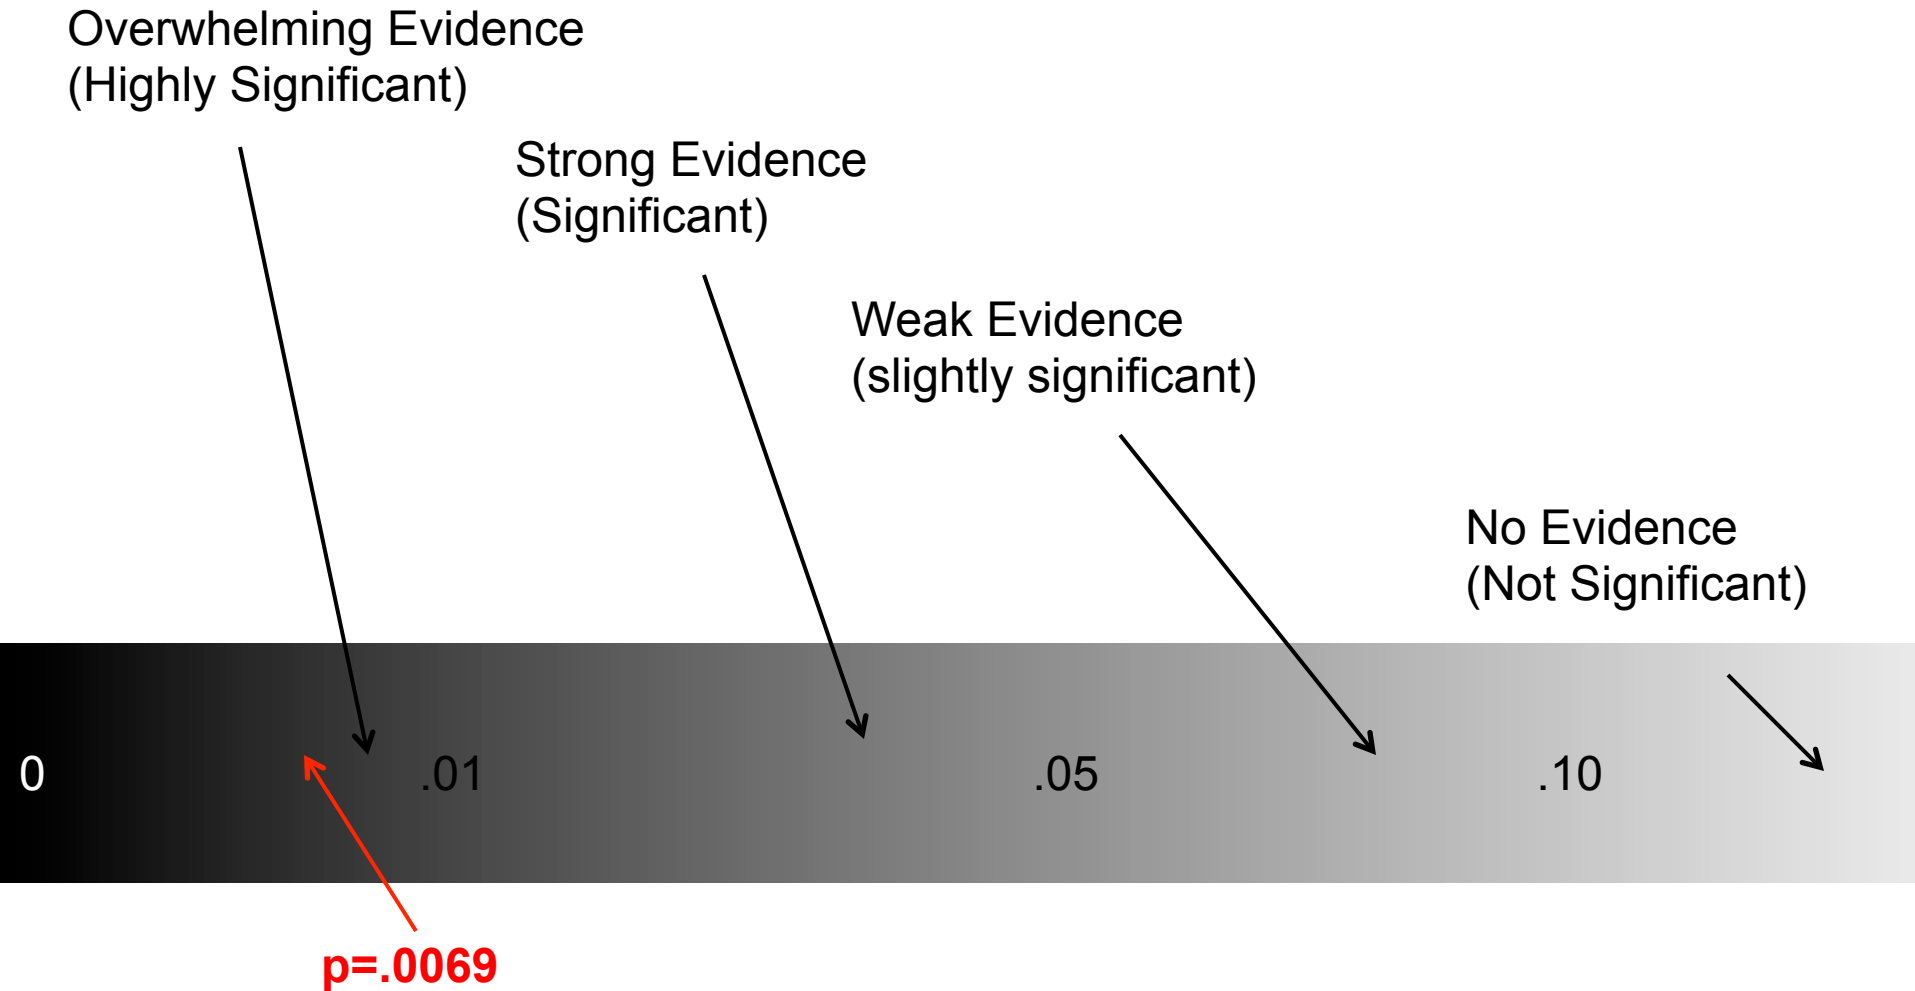 Overwhelming Evidence
(Highly Significant)
Strong Evidence
(Significant)
Weak Evidence
(slightly significant)
No Evidence
(Not Significant)
0
.01
.05
.10
p=.0069